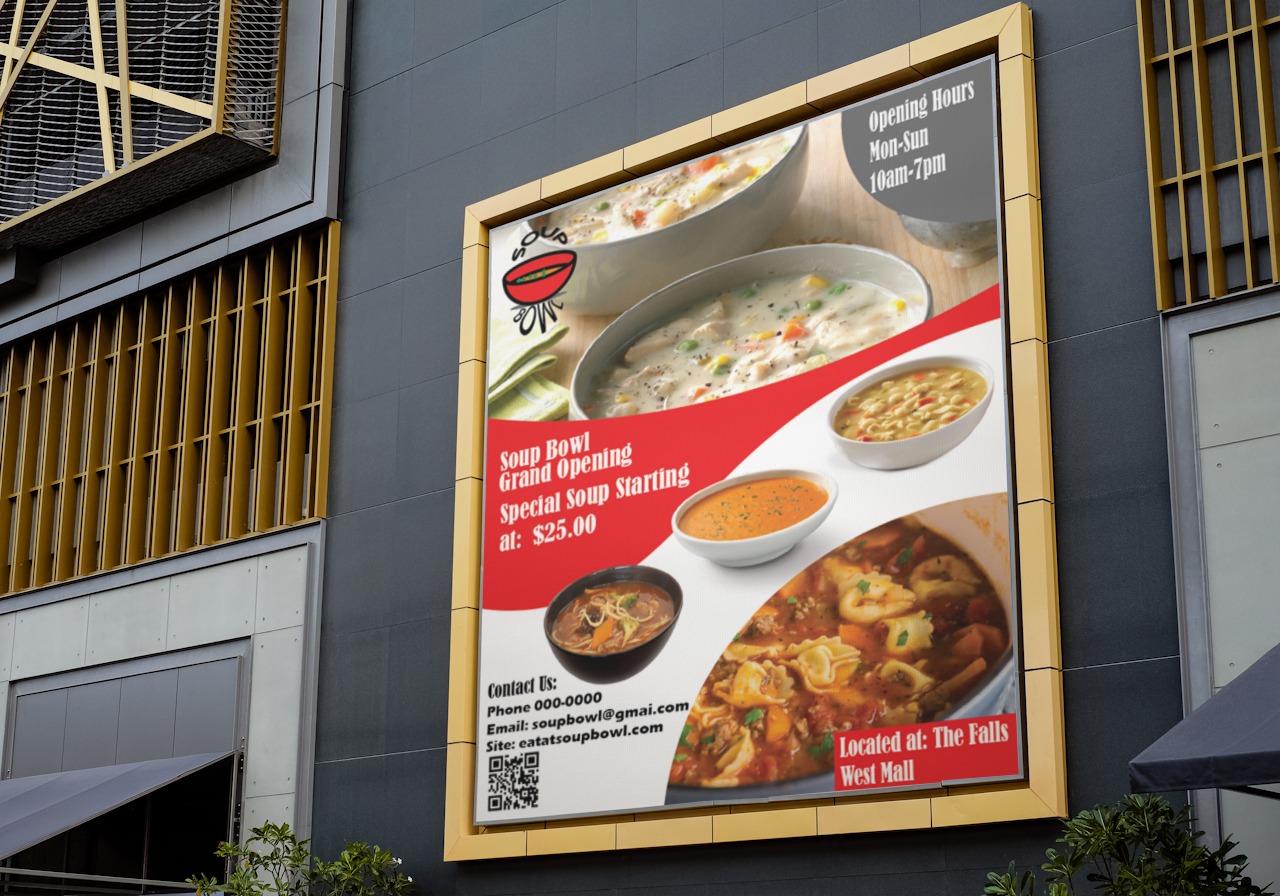 Opening Hours
Mon-Sun
10am-7pm
SOUP
BOWL
Soup Bowl
Grand Opening
Special Soup Starting
at: $25.00
Contact Us:
Phone 000-0000
Email: soupbowl@gmai.com
Site: eatatsoupbowl.com
Located at: The Falls
West Mall